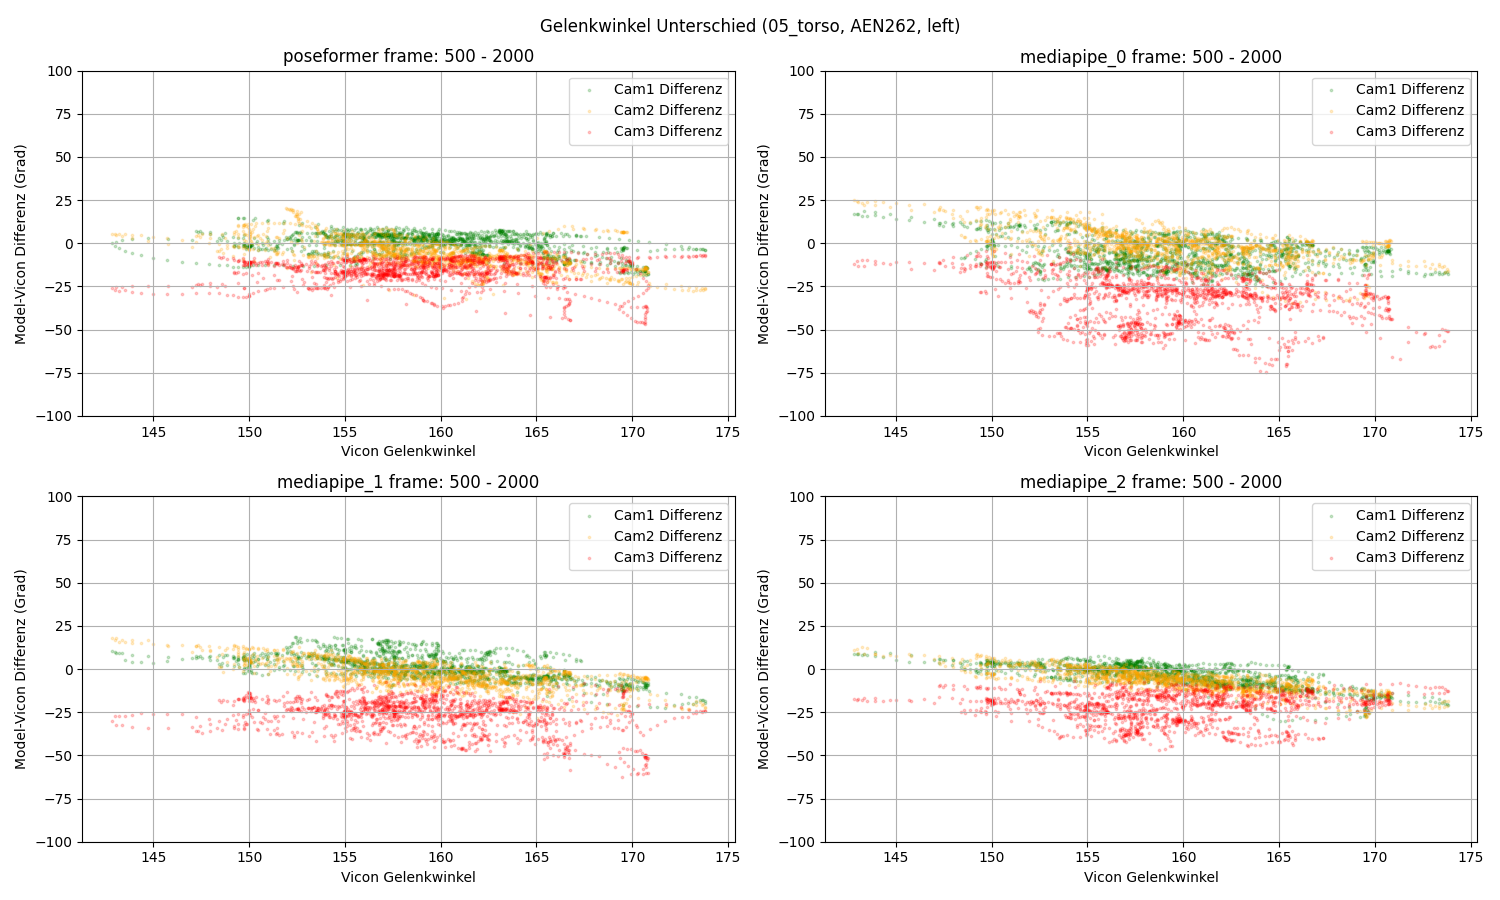 Gelenkwinkel Unterschied (05_torso, AEN262, left)
poseformer frame: 500 - 2000
Model-Vicon Differenz (Grad)
100
75
50
25
0
−25
−50
−75
−100
Cam1 Differenz
Cam2 Differenz
Cam3 Differenz
145 150 155 160 165 170 175
Vicon Gelenkwinkel
mediapipe_0 frame: 500 - 2000
Model-Vicon Differenz (Grad)
100
75
50
25
0
−25
−50
−75
−100
Cam1 Differenz
Cam2 Differenz
Cam3 Differenz
145 150 155 160 165 170 175
Vicon Gelenkwinkel
mediapipe_1 frame: 500 - 2000
Model-Vicon Differenz (Grad)
100
75
50
25
0
−25
−50
−75
−100
Cam1 Differenz
Cam2 Differenz
Cam3 Differenz
145 150 155 160 165 170 175
Vicon Gelenkwinkel
mediapipe_2 frame: 500 - 2000
Model-Vicon Differenz (Grad)
100
75
50
25
0
−25
−50
−75
−100
Cam1 Differenz
Cam2 Differenz
Cam3 Differenz
145 150 155 160 165 170 175
Vicon Gelenkwinkel